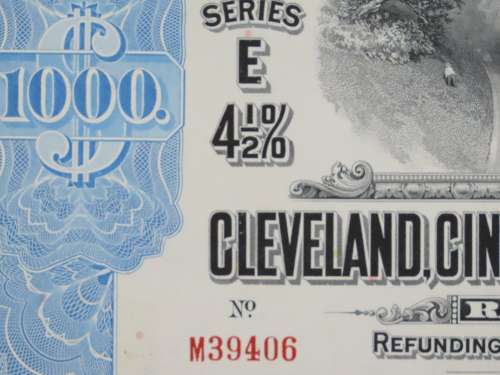 SERIES
E
4½%
$1000.
CLEVELAND, CIN
No
R
REFUNDING
M39406